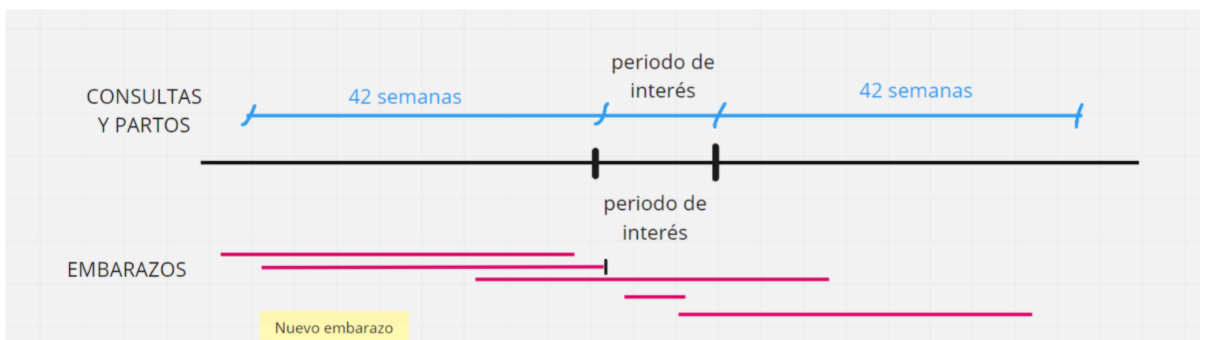 periodo de
interés
CONSULTAS
Y PARTOS
42 semanas
42 semanas
periodo de
interés
EMBARAZOS
Nuevo embarazo